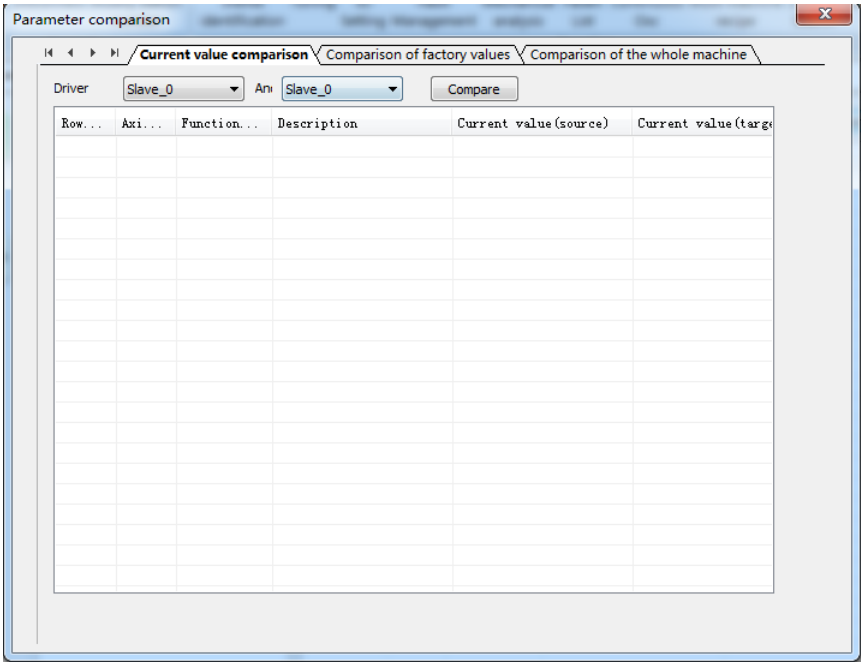 Parameter comparison
Current value comparison Comparison of factory values Comparison of the whole machine
Driver Slave_0 An Slave_0 Compare
Row... Axi... Function... Description Current value(source) Current value(targe